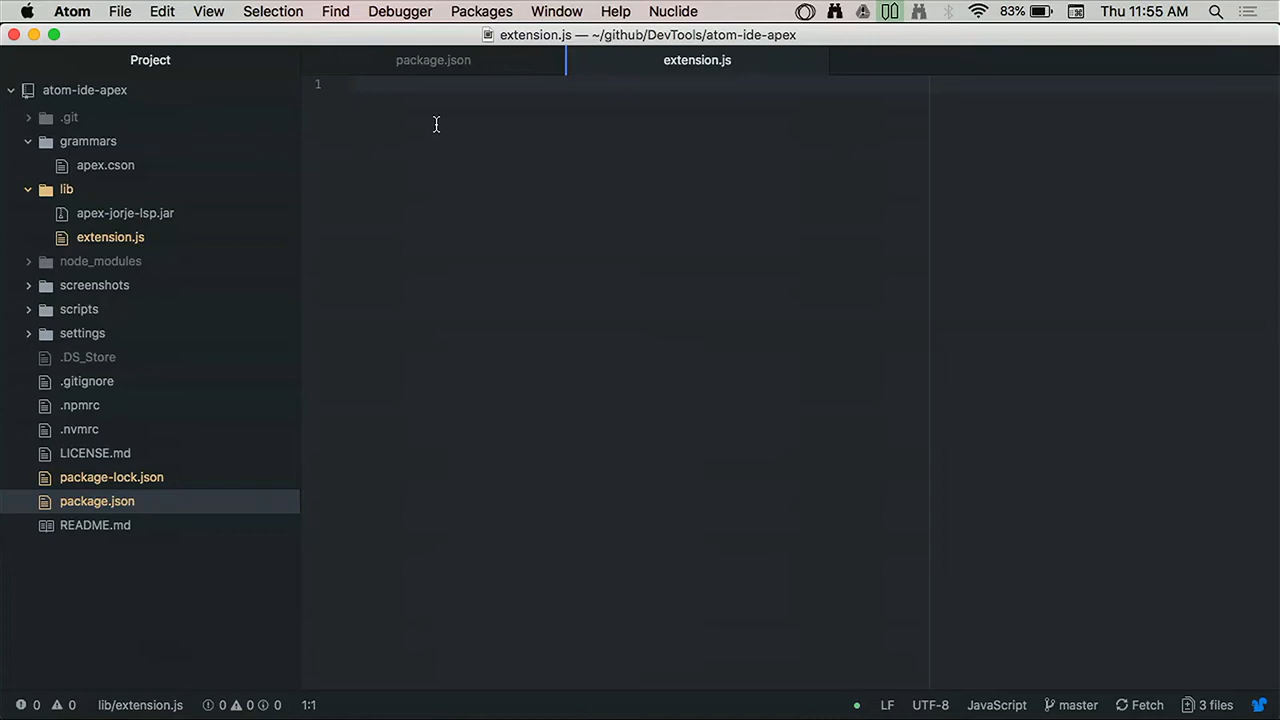 Atom File Edit View Selection Find Debugger Packages Window Help Nuclide 83% Thu 11:55 AM
extension.js — ~/github/DevTools/atom-ide-apex
Project package.json extension.js
1
atom-ide-apex
.git
grammars
apex.cson
lib
apex-jorje-lsp.jar
extension.js
node_modules
screenshots
scripts
settings
.DS_Store
.gitignore
.npmrc
.nvmrc
LICENSE.md
package-lock.json
package.json
README.md
0 0 lib/extension.js 0 0 0 1:1 LF UTF-8 JavaScript master Fetch 3 files